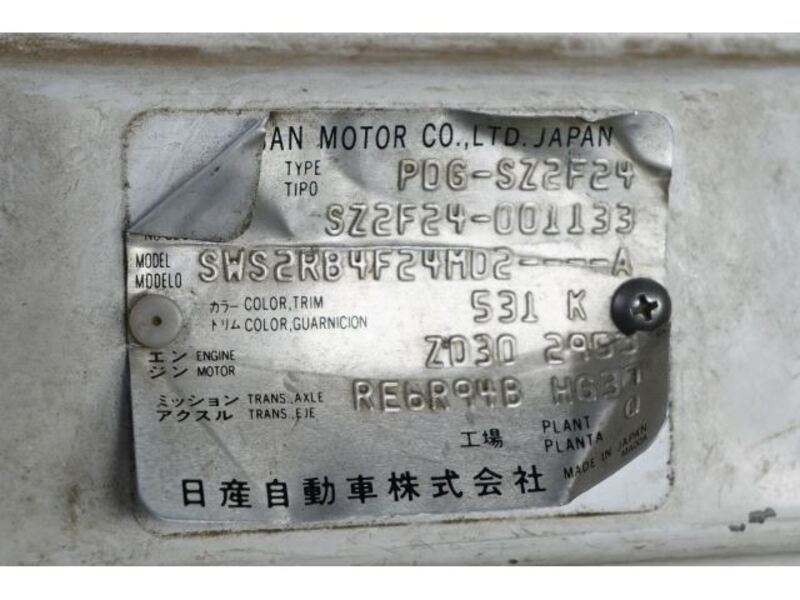 MOTOR CO.,LTD. JAPAN
TYPE PDG-SZ2F24
TIPO
SZ2F24-001133
MODEL SWS2RB4F24MD2----A
MODELO
カラー COLOR,TRIM 531 K
トリム COLOR,GUARNICION
エン ENGINE ZD30 2953
ジン MOTOR
ミッション TRANS.,AXLE RE6R94B HG37
アクスル TRANS.,EJE
工場 PLANT
PLANTA
MADE IN JAPAN
日産自動車株式会社